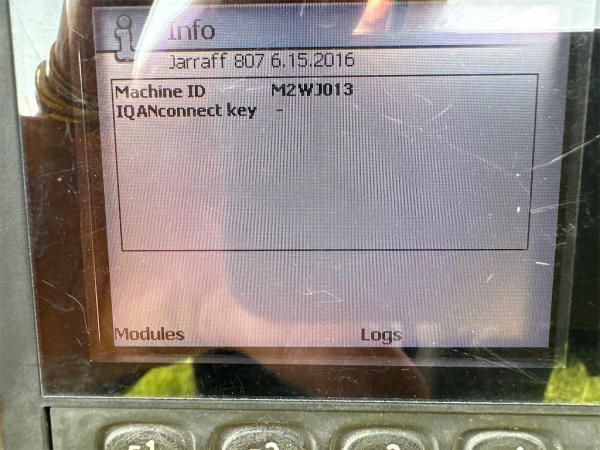 Info
Jarraff 807 6.15.2016
Machine ID M2WJ013
IQANconnect key -
Modules Logs